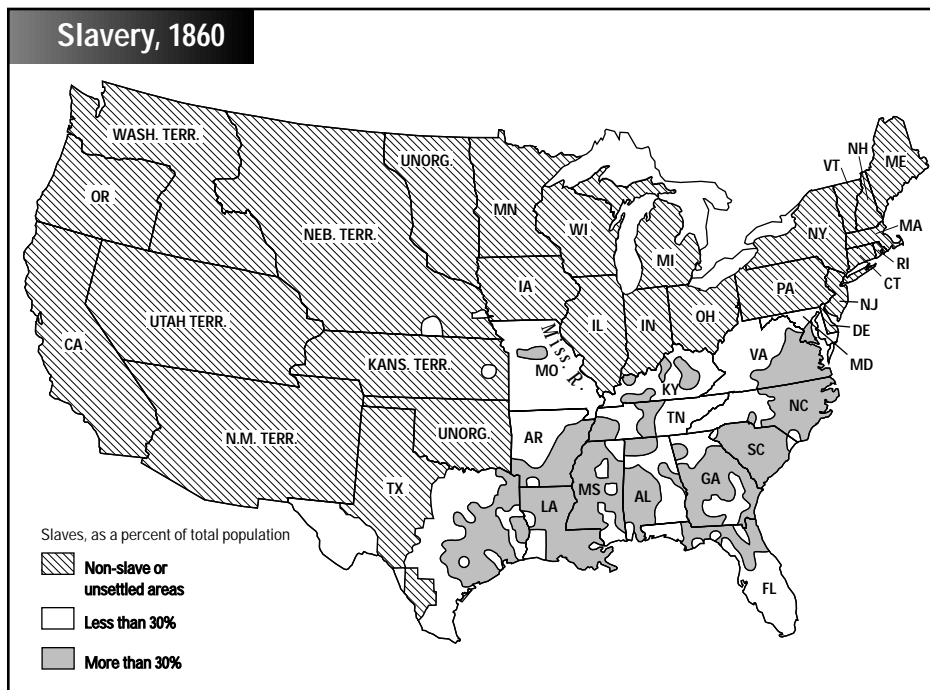 Slavery, 1860
WASH. TERR.
OR
CA
UTAH TERR.
N.M. TERR.
NEB. TERR.
UNORG.
KANS. TERR.
UNORG.
TX
MN
IA
MO
Miss. R.
AR
LA
WI
IL
MI
IN
OH
KY
TN
MS
AL
GA
FL
SC
NC
VA
PA
NY
VT
NH
ME
MA
RI
CT
NJ
DE
MD
Slaves, as a percent of total population
Non-slave or
unsettled areas
Less than 30%
More than 30%